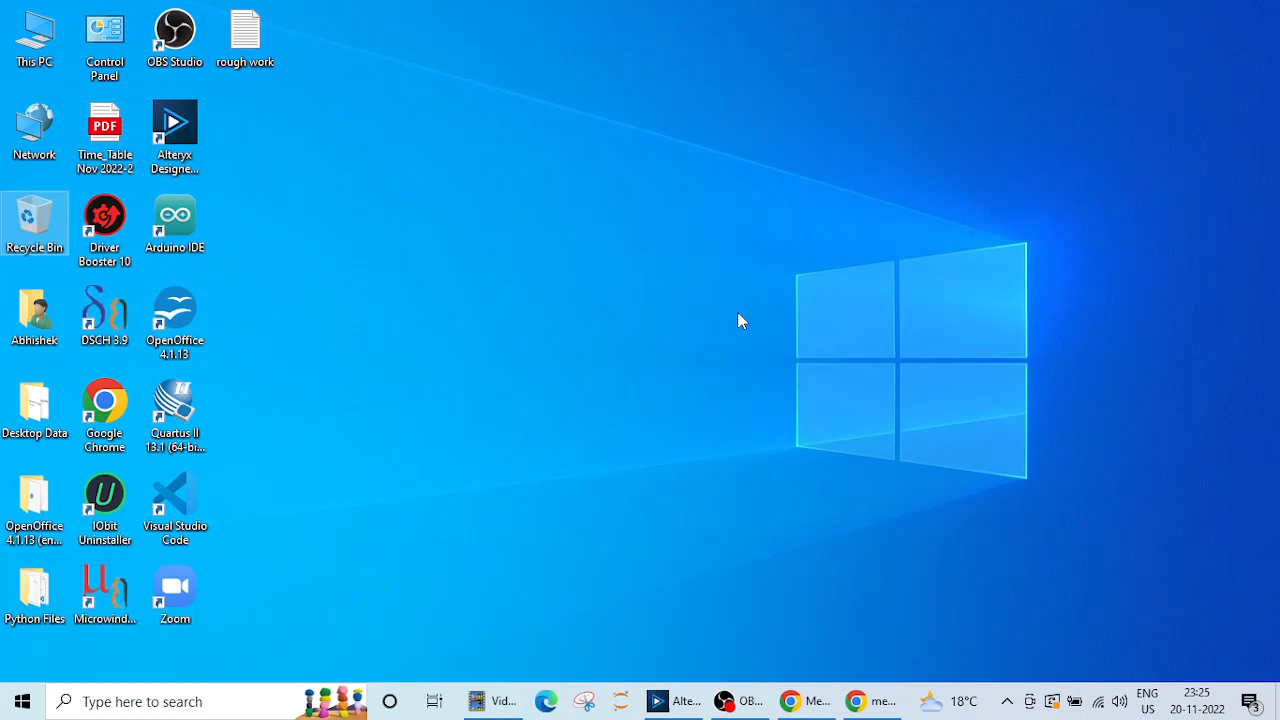 This PC
Control
Panel
OBS Studio
rough work
Network
PDF
Time_Table
Nov 2022-2
Alteryx
Designe...
Recycle Bin
Driver
Booster 10
Arduino IDE
Abhishek
DSCH 3.9
OpenOffice
4.1.13
Desktop Data
Google
Chrome
II
Quartus II
13.1 (64-bi...
OpenOffice
4.1.13 (en...
U
IObit
Uninstaller
Visual Studio
Code
Python Files
Microwind...
Zoom
Type here to search
Vid...
Alte...
OB...
Me...
me...
18°C
ENG
US
23:25
20-11-2022
3